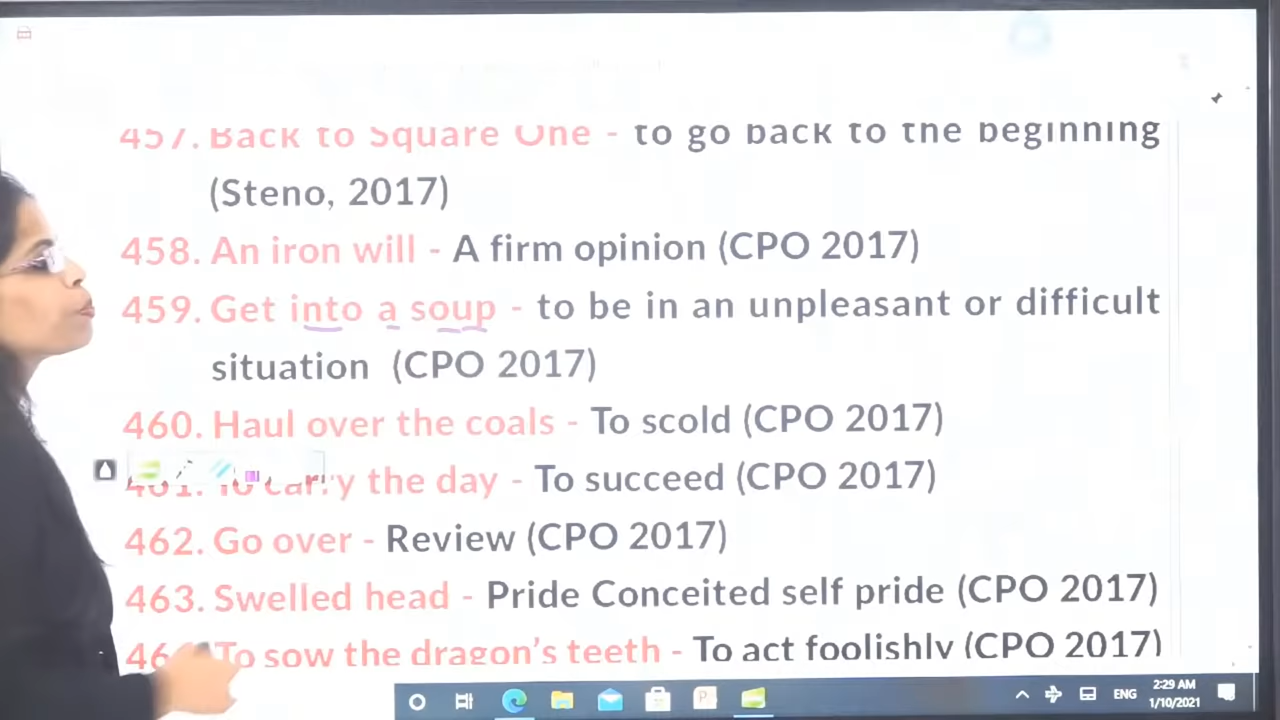 457. Back to Square One - to go back to the beginning
(Steno, 2017)
458. An iron will - A firm opinion (CPO 2017)
459. Get into a soup - to be in an unpleasant or difficult
situation (CPO 2017)
460. Haul over the coals - To scold (CPO 2017)
461. To carry the day - To succeed (CPO 2017)
462. Go over - Review (CPO 2017)
463. Swelled head - Pride Conceited self pride (CPO 2017)
To sow the dragon's teeth - To act foolishly (CPO 2017)
ENG
2:29 AM
1/10/2021